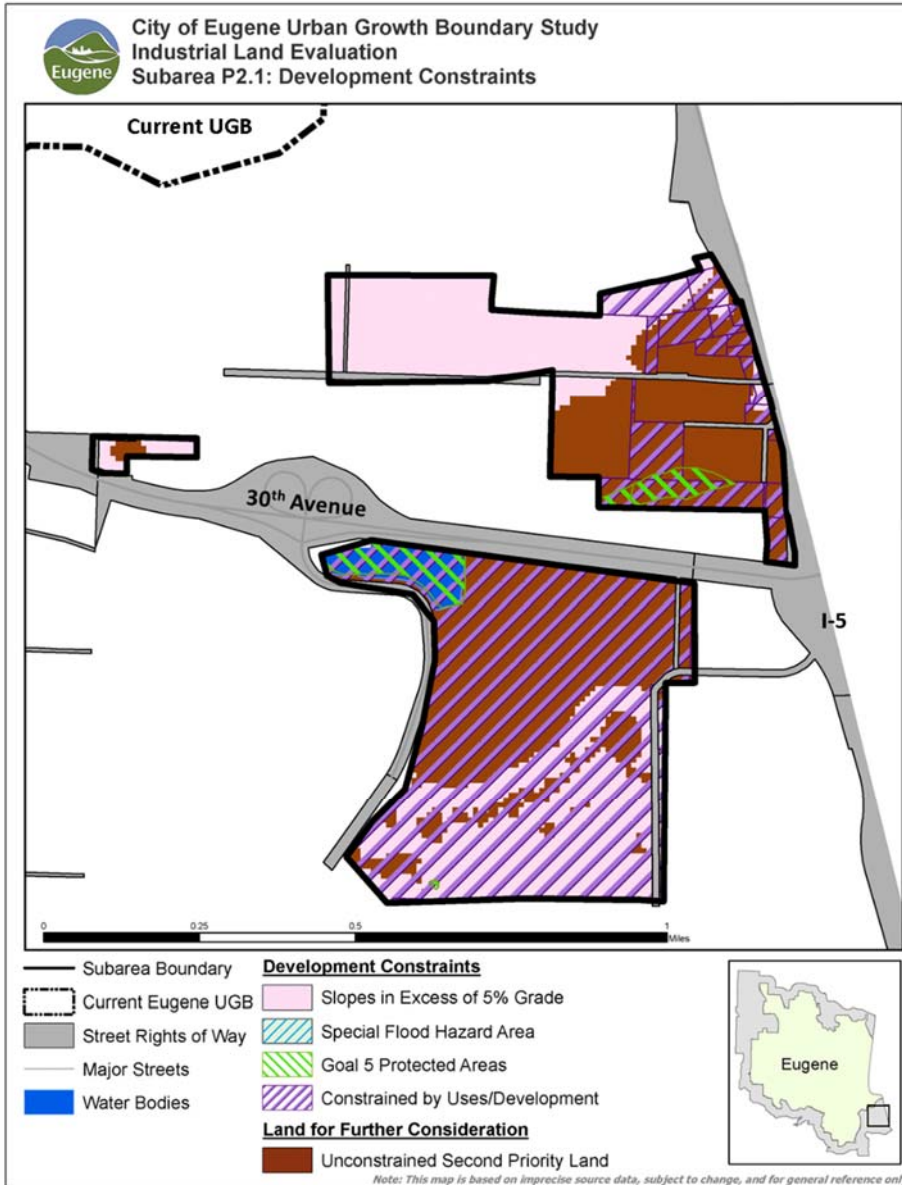 City of Eugene Urban Growth Boundary Study
Industrial Land Evaluation
Subarea P2.1: Development Constraints
Eugene
Current UGB
30th Avenue
I-5
0 0.25 0.5 1
Miles
Subarea Boundary
Current Eugene UGB
Street Rights of Way
Major Streets
Water Bodies
Development Constraints
Slopes in Excess of 5% Grade
Special Flood Hazard Area
Goal 5 Protected Areas
Constrained by Uses/Development
Land for Further Consideration
Unconstrained Second Priority Land
Eugene
Note: This map is based on imprecise source data, subject to change, and for general reference onl